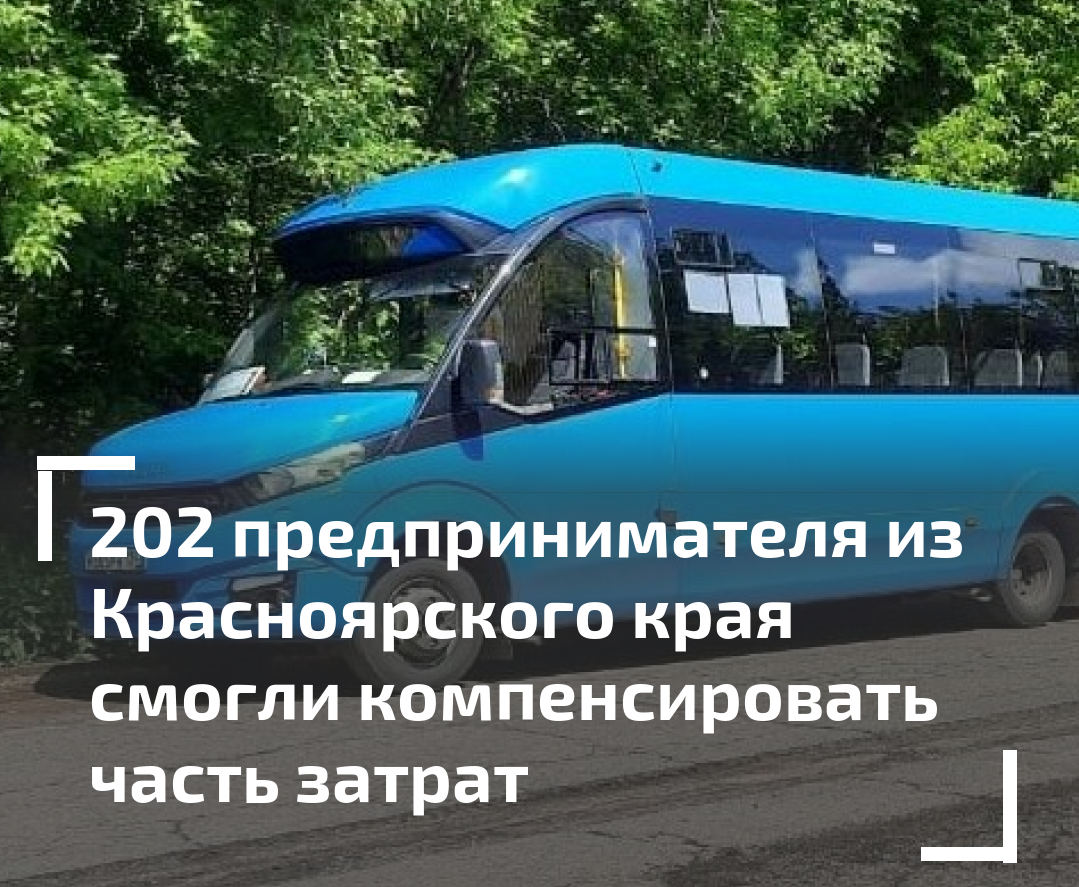 202 предпринимателя из
Красноярского края
смогли компенсировать
часть затрат